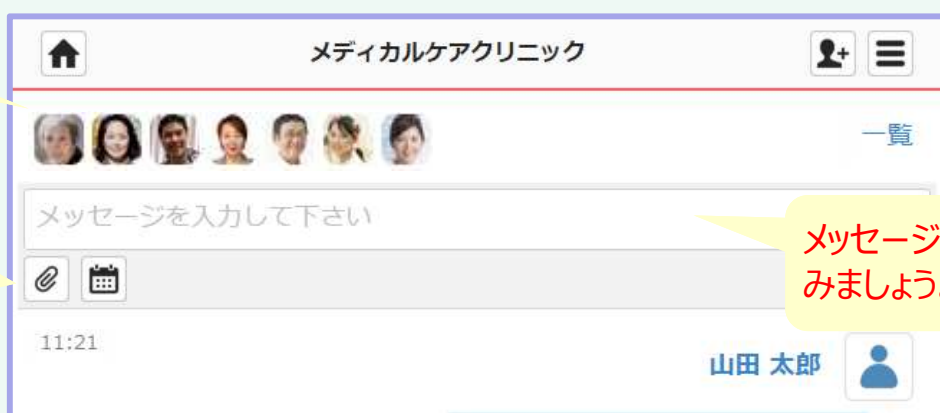 メディカルケアクリニック
一覧
メッセージを入力して下さい
メッセージ
みましょう
11:21
山田 太郎